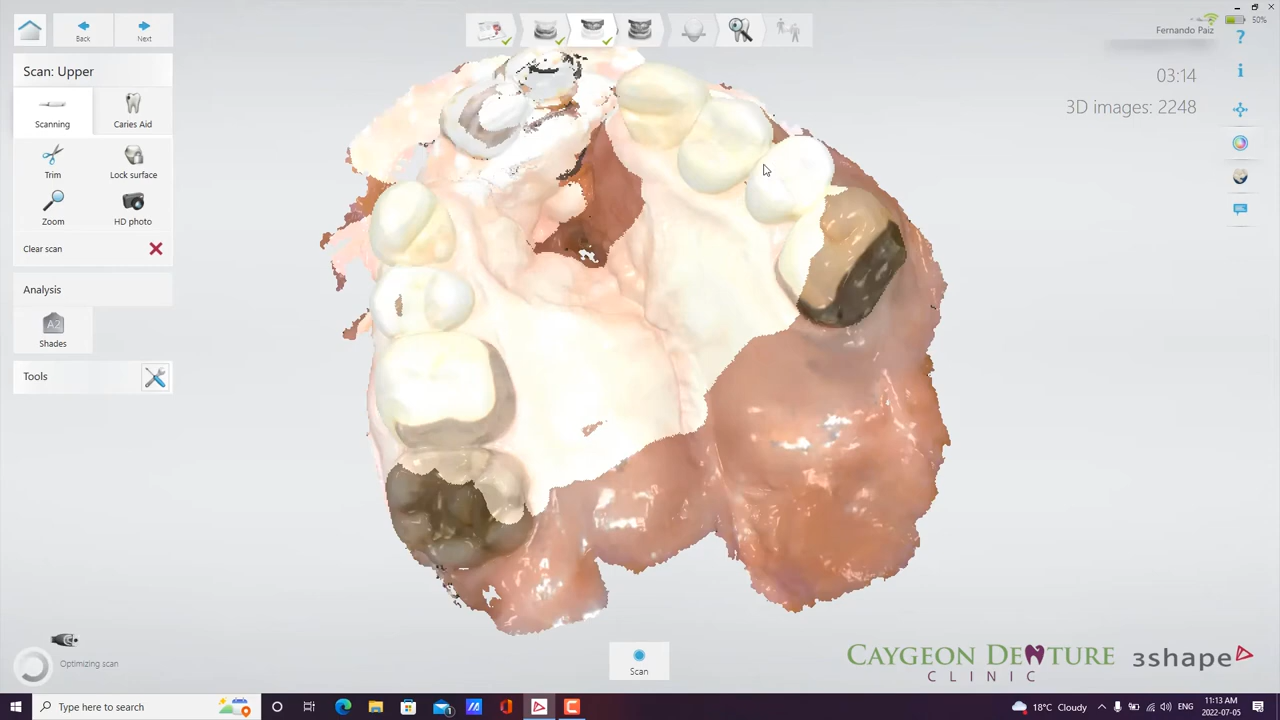 Back
Next
50%
Fernando Paiz
Scan: Upper
03:14
3D images: 2248
Scanning
Caries Aid
Trim
Lock surface
Zoom
HD photo
Clear scan
Analysis
A2
Shades
Tools
Optimizing scan
Scan
CAYGEON DENTURE
CLINIC
3shape
Type here to search
18°C Cloudy
ENG
11:13 AM
2022-07-05